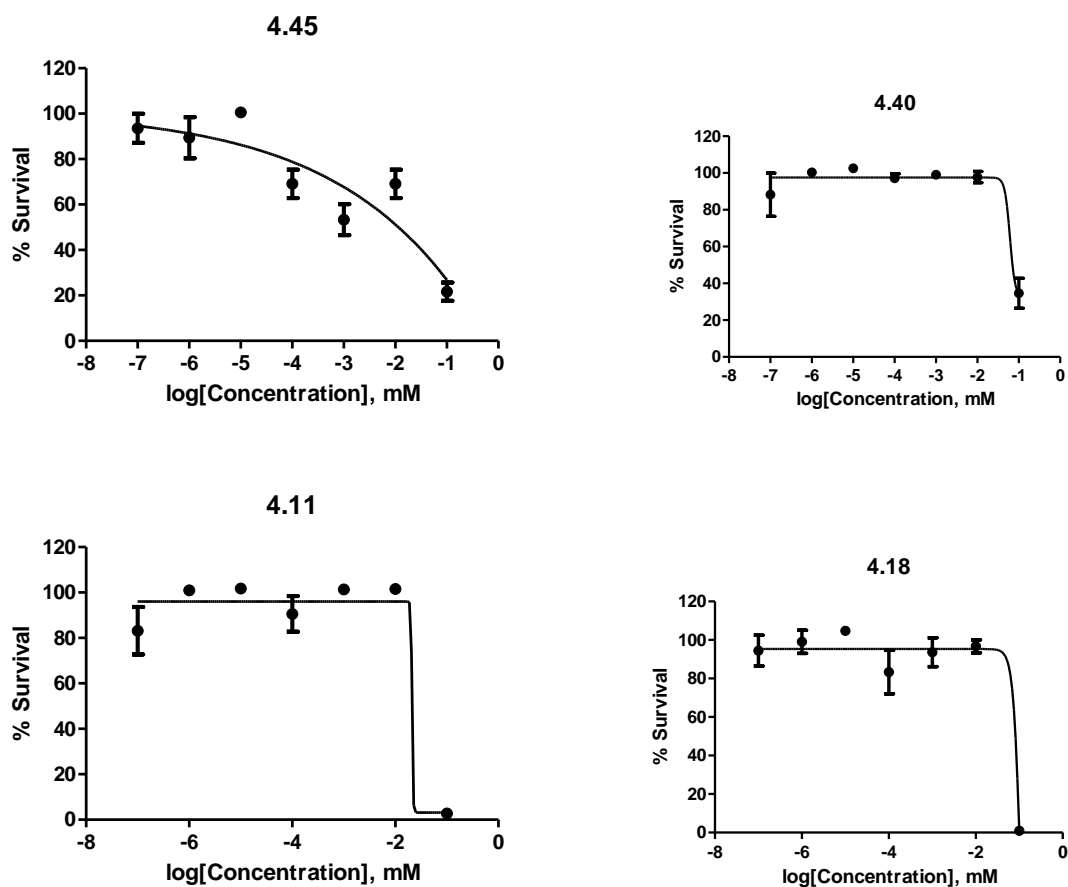 4.45
120
100
80
60
40
20
0
% Survival
-8 -7 -6 -5 -4 -3 -2 -1 0
log[Concentration], mM
4.40
120
100
80
60
40
20
0
% Survival
-8 -7 -6 -5 -4 -3 -2 -1 0
log[Concentration, mM
4.11
120
100
80
60
40
20
0
% Survival
-8 -6 -4 -2 0
log[Concentration], mM
4.18
120
100
80
60
40
20
0
% Survival
-8 -6 -4 -2 0
log[Concentration], mM